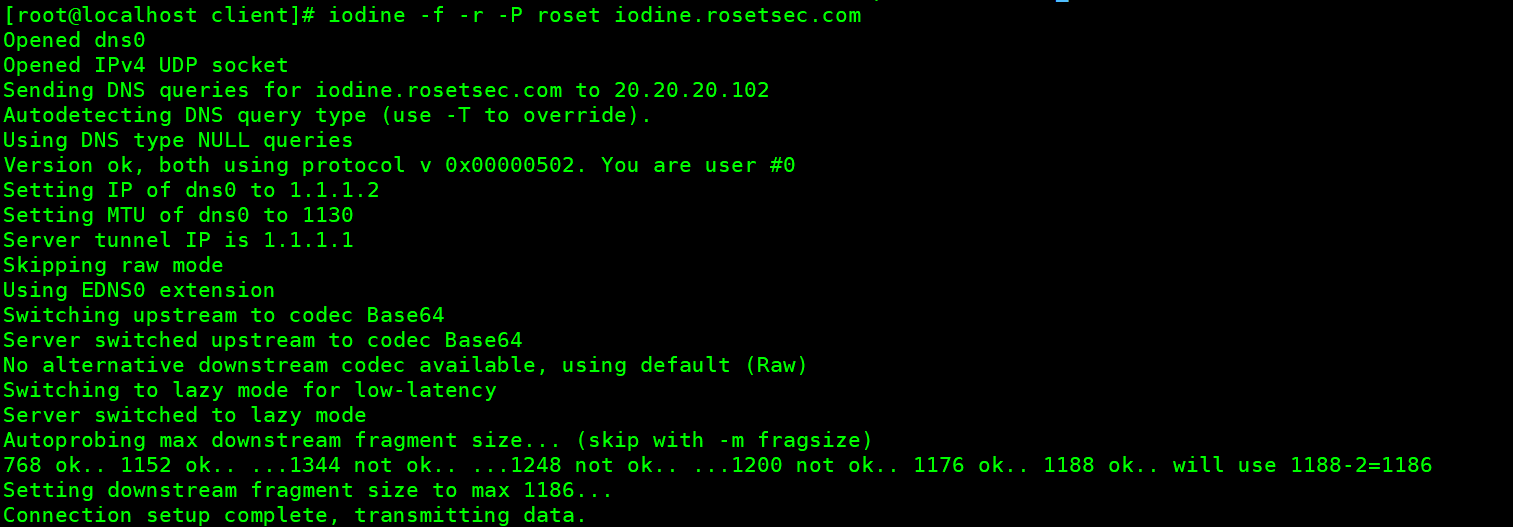 [root@localhost client]# iodine -f -r -P roset iodine.rosetsec.com
Opened dns0
Opened IPv4 UDP socket
Sending DNS queries for iodine.rosetsec.com to 20.20.20.102
Autodetecting DNS query type (use -T to override).
Using DNS type NULL queries
Version ok, both using protocol v 0x00000502. You are user #0
Setting IP of dns0 to 1.1.1.2
Setting MTU of dns0 to 1130
Server tunnel IP is 1.1.1.1
Skipping raw mode
Using EDNS0 extension
Switching upstream to codec Base64
Server switched upstream to codec Base64
No alternative downstream codec available, using default (Raw)
Switching to lazy mode for low-latency
Server switched to lazy mode
Autoprobing max downstream fragment size... (skip with -m fragsize)
768 ok.. 1152 ok.. ...1344 not ok.. ...1248 not ok.. ...1200 not ok.. 1176 ok.. 1188 ok.. will use 1188-2=1186
Setting downstream fragment size to max 1186...
Connection setup complete, transmitting data.